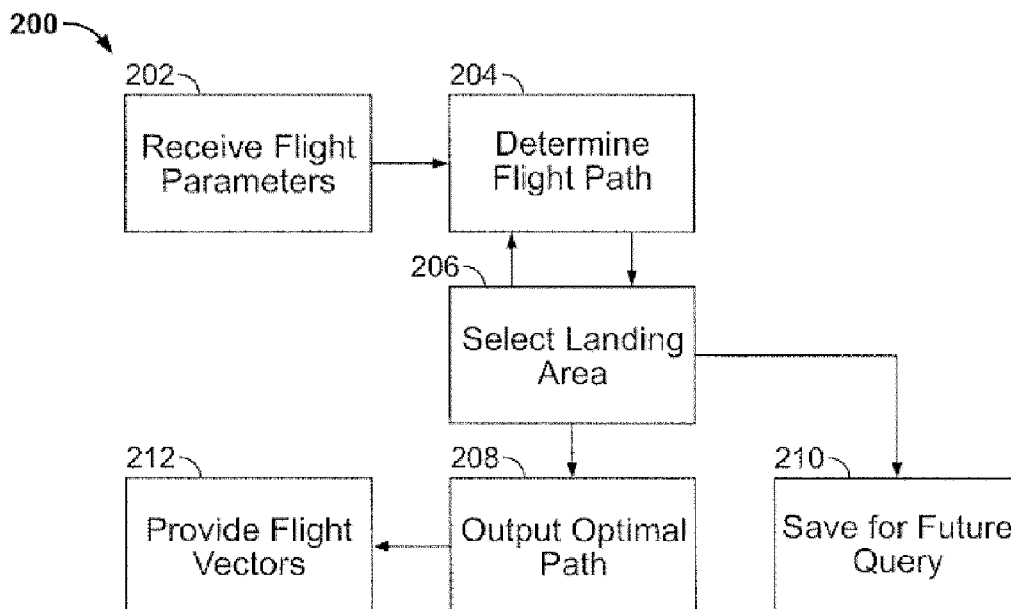 200
202
Receive Flight
Parameters
204
Determine
Flight Path
206
Select Landing
Area
212
Provide Flight
Vectors
208
Output Optimal
Path
210
Save for Future
Query